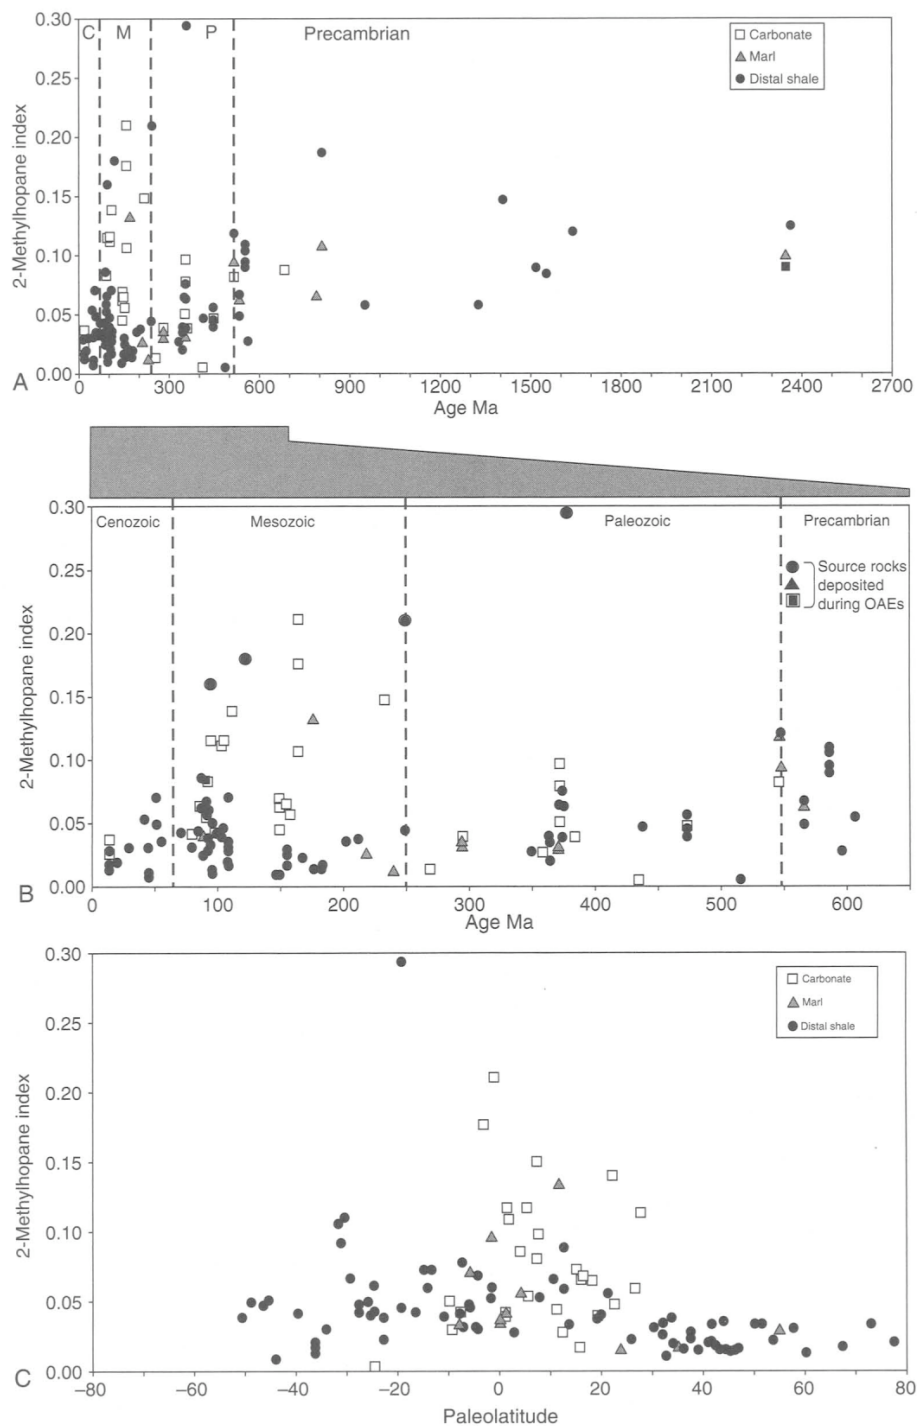 0.30
C M P Precambrian
Carbonate
Marl
Distal shale
0.25
0.20
0.15
0.10
0.05
0.00
2-Methylhopane index
A
0 300 600 900 1200 1500 1800 2100 2400 2700
Age Ma
0.30
Cenozoic Mesozoic Paleozoic Precambrian
Source rocks
deposited
during OAEs
0.25
0.20
0.15
0.10
0.05
0.00
2-Methylhopane index
B
0 100 200 300 400 500 600
Age Ma
0.30
Carbonate
Marl
Distal shale
0.25
0.20
0.15
0.10
0.05
0.00
2-Methylhopane index
C
−80 −60 −40 −20 0 20 40 60 80
Paleolatitude